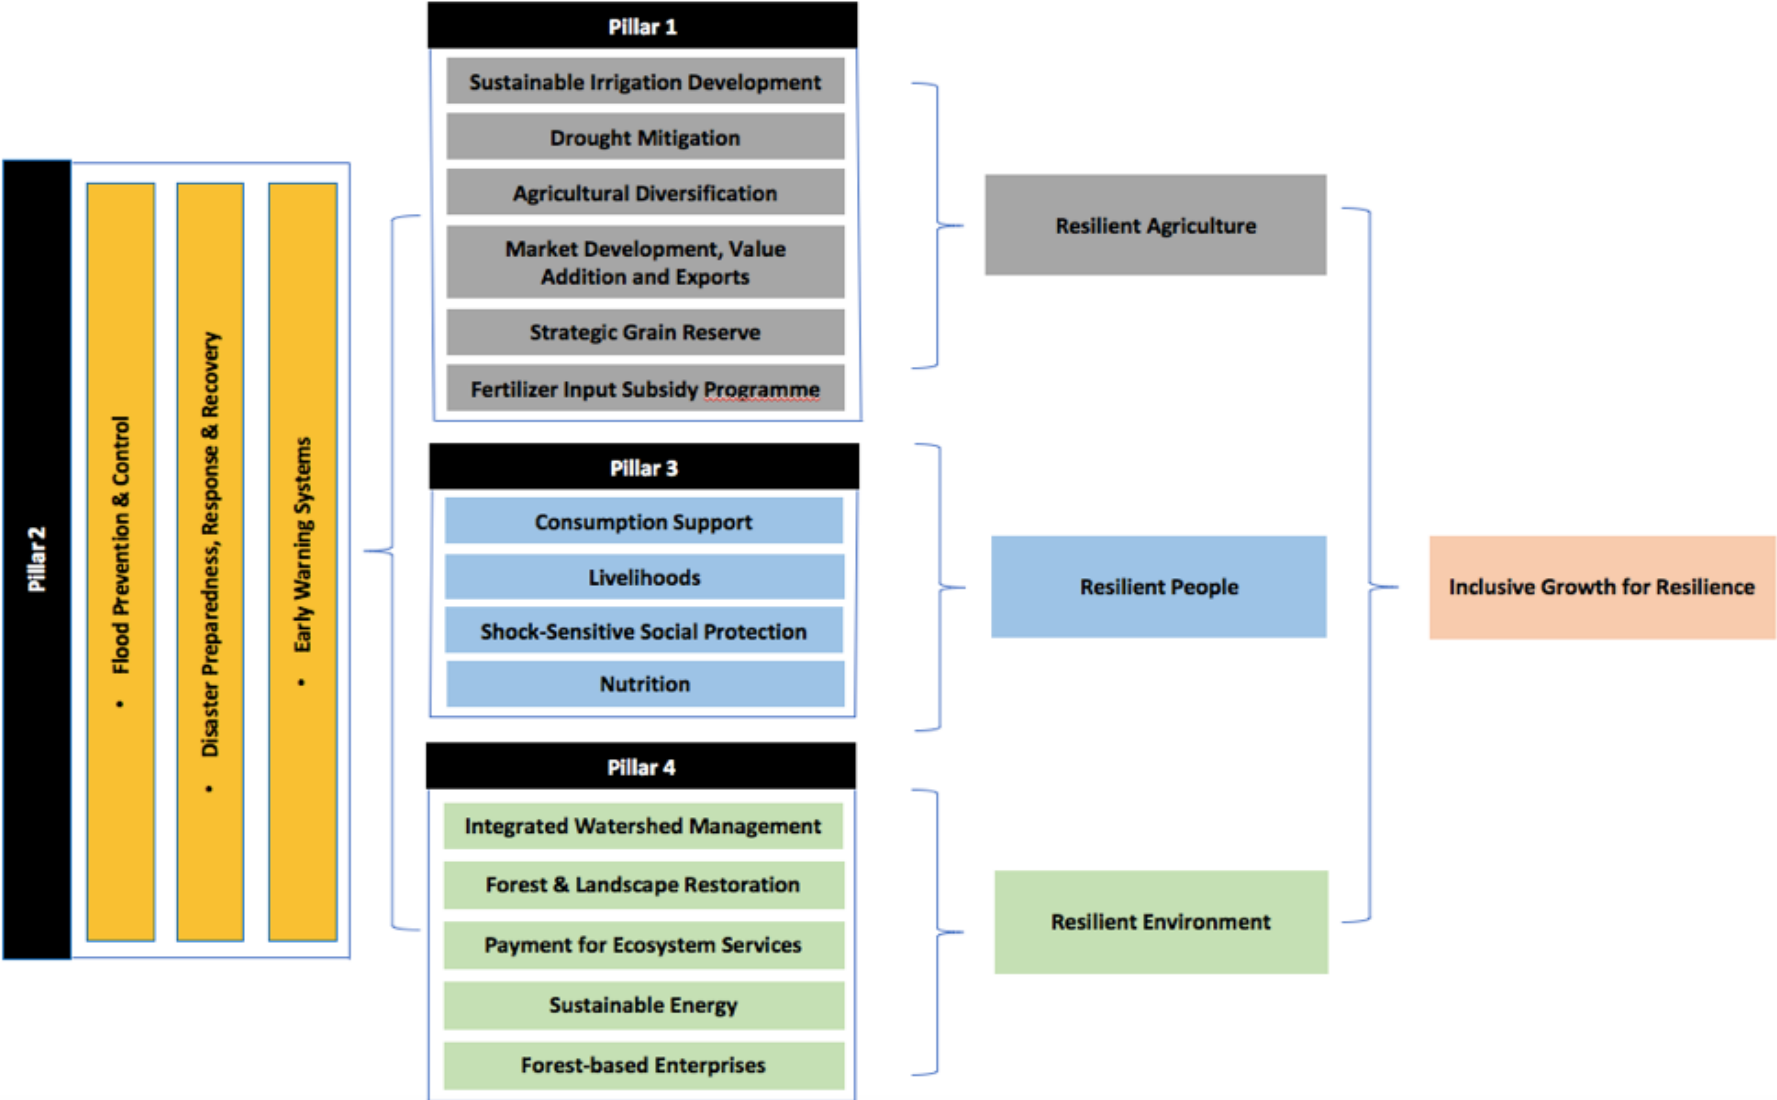 Pillar 2
• Flood Prevention & Control
• Disaster Preparedness, Response & Recovery
• Early Warning Systems
Pillar 1
Sustainable Irrigation Development
Drought Mitigation
Agricultural Diversification
Market Development, Value
Addition and Exports
Strategic Grain Reserve
Fertilizer Input Subsidy Programme
Pillar 3
Consumption Support
Livelihoods
Shock-Sensitive Social Protection
Nutrition
Pillar 4
Integrated Watershed Management
Forest & Landscape Restoration
Payment for Ecosystem Services
Sustainable Energy
Forest-based Enterprises
Resilient Agriculture
Resilient People
Resilient Environment
Inclusive Growth for Resilience